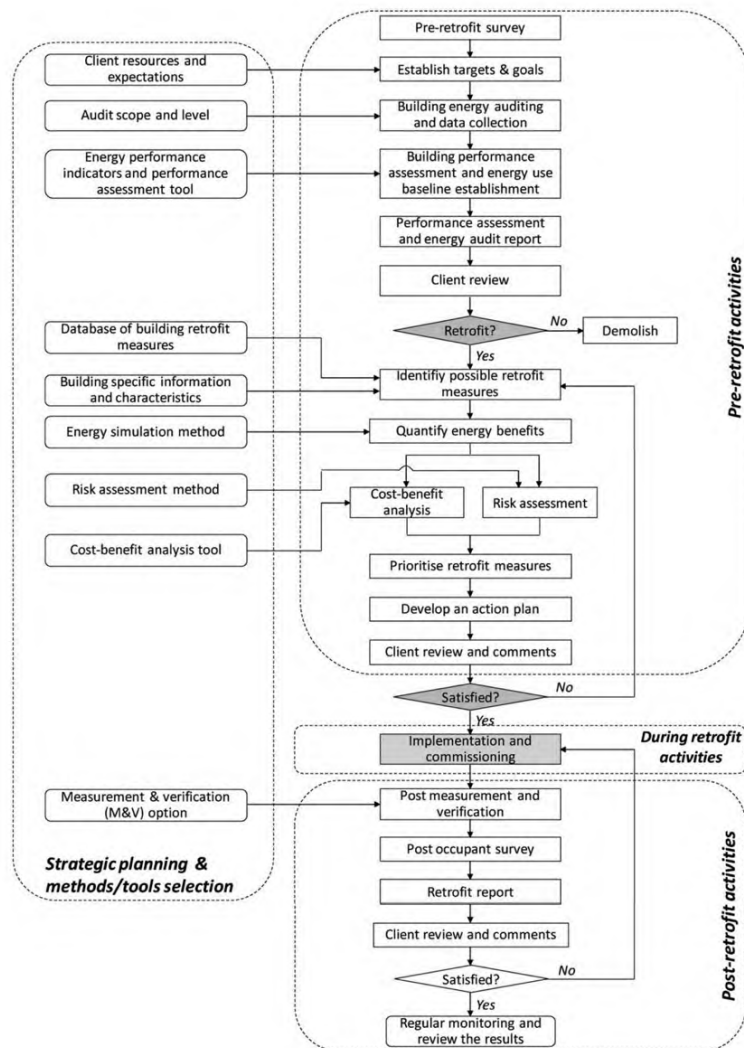 Pre-retrofit survey
Client resources and
expectations
Establish targets & goals
Audit scope and level
Building energy auditing
and data collection
Energy performance
indicators and performance
assessment tool
Building performance
assessment and energy use
baseline establishment
Performance assessment
and energy audit report
Client review
Retrofit?
No
Demolish
Yes
Database of building retrofit
measures
Identifiy possible retrofit
measures
Building specific information
and characteristics
Energy simulation method
Quantify energy benefits
Risk assessment method
Cost-benefit
analysis
Risk assessment
Cost-benefit analysis tool
Prioritise retrofit measures
Develop an action plan
Client review and comments
Satisfied?
No
Yes
Pre-retrofit activities
Implementation and
commissioning
During retrofit
activities
Measurement & verification
(M&V) option
Post measurement and
verification
Post occupant survey
Strategic planning &
methods/tools selection
Retrofit report
Client review and comments
Satisfied?
No
Yes
Regular monitoring and
review the results
Post-retrofit activities